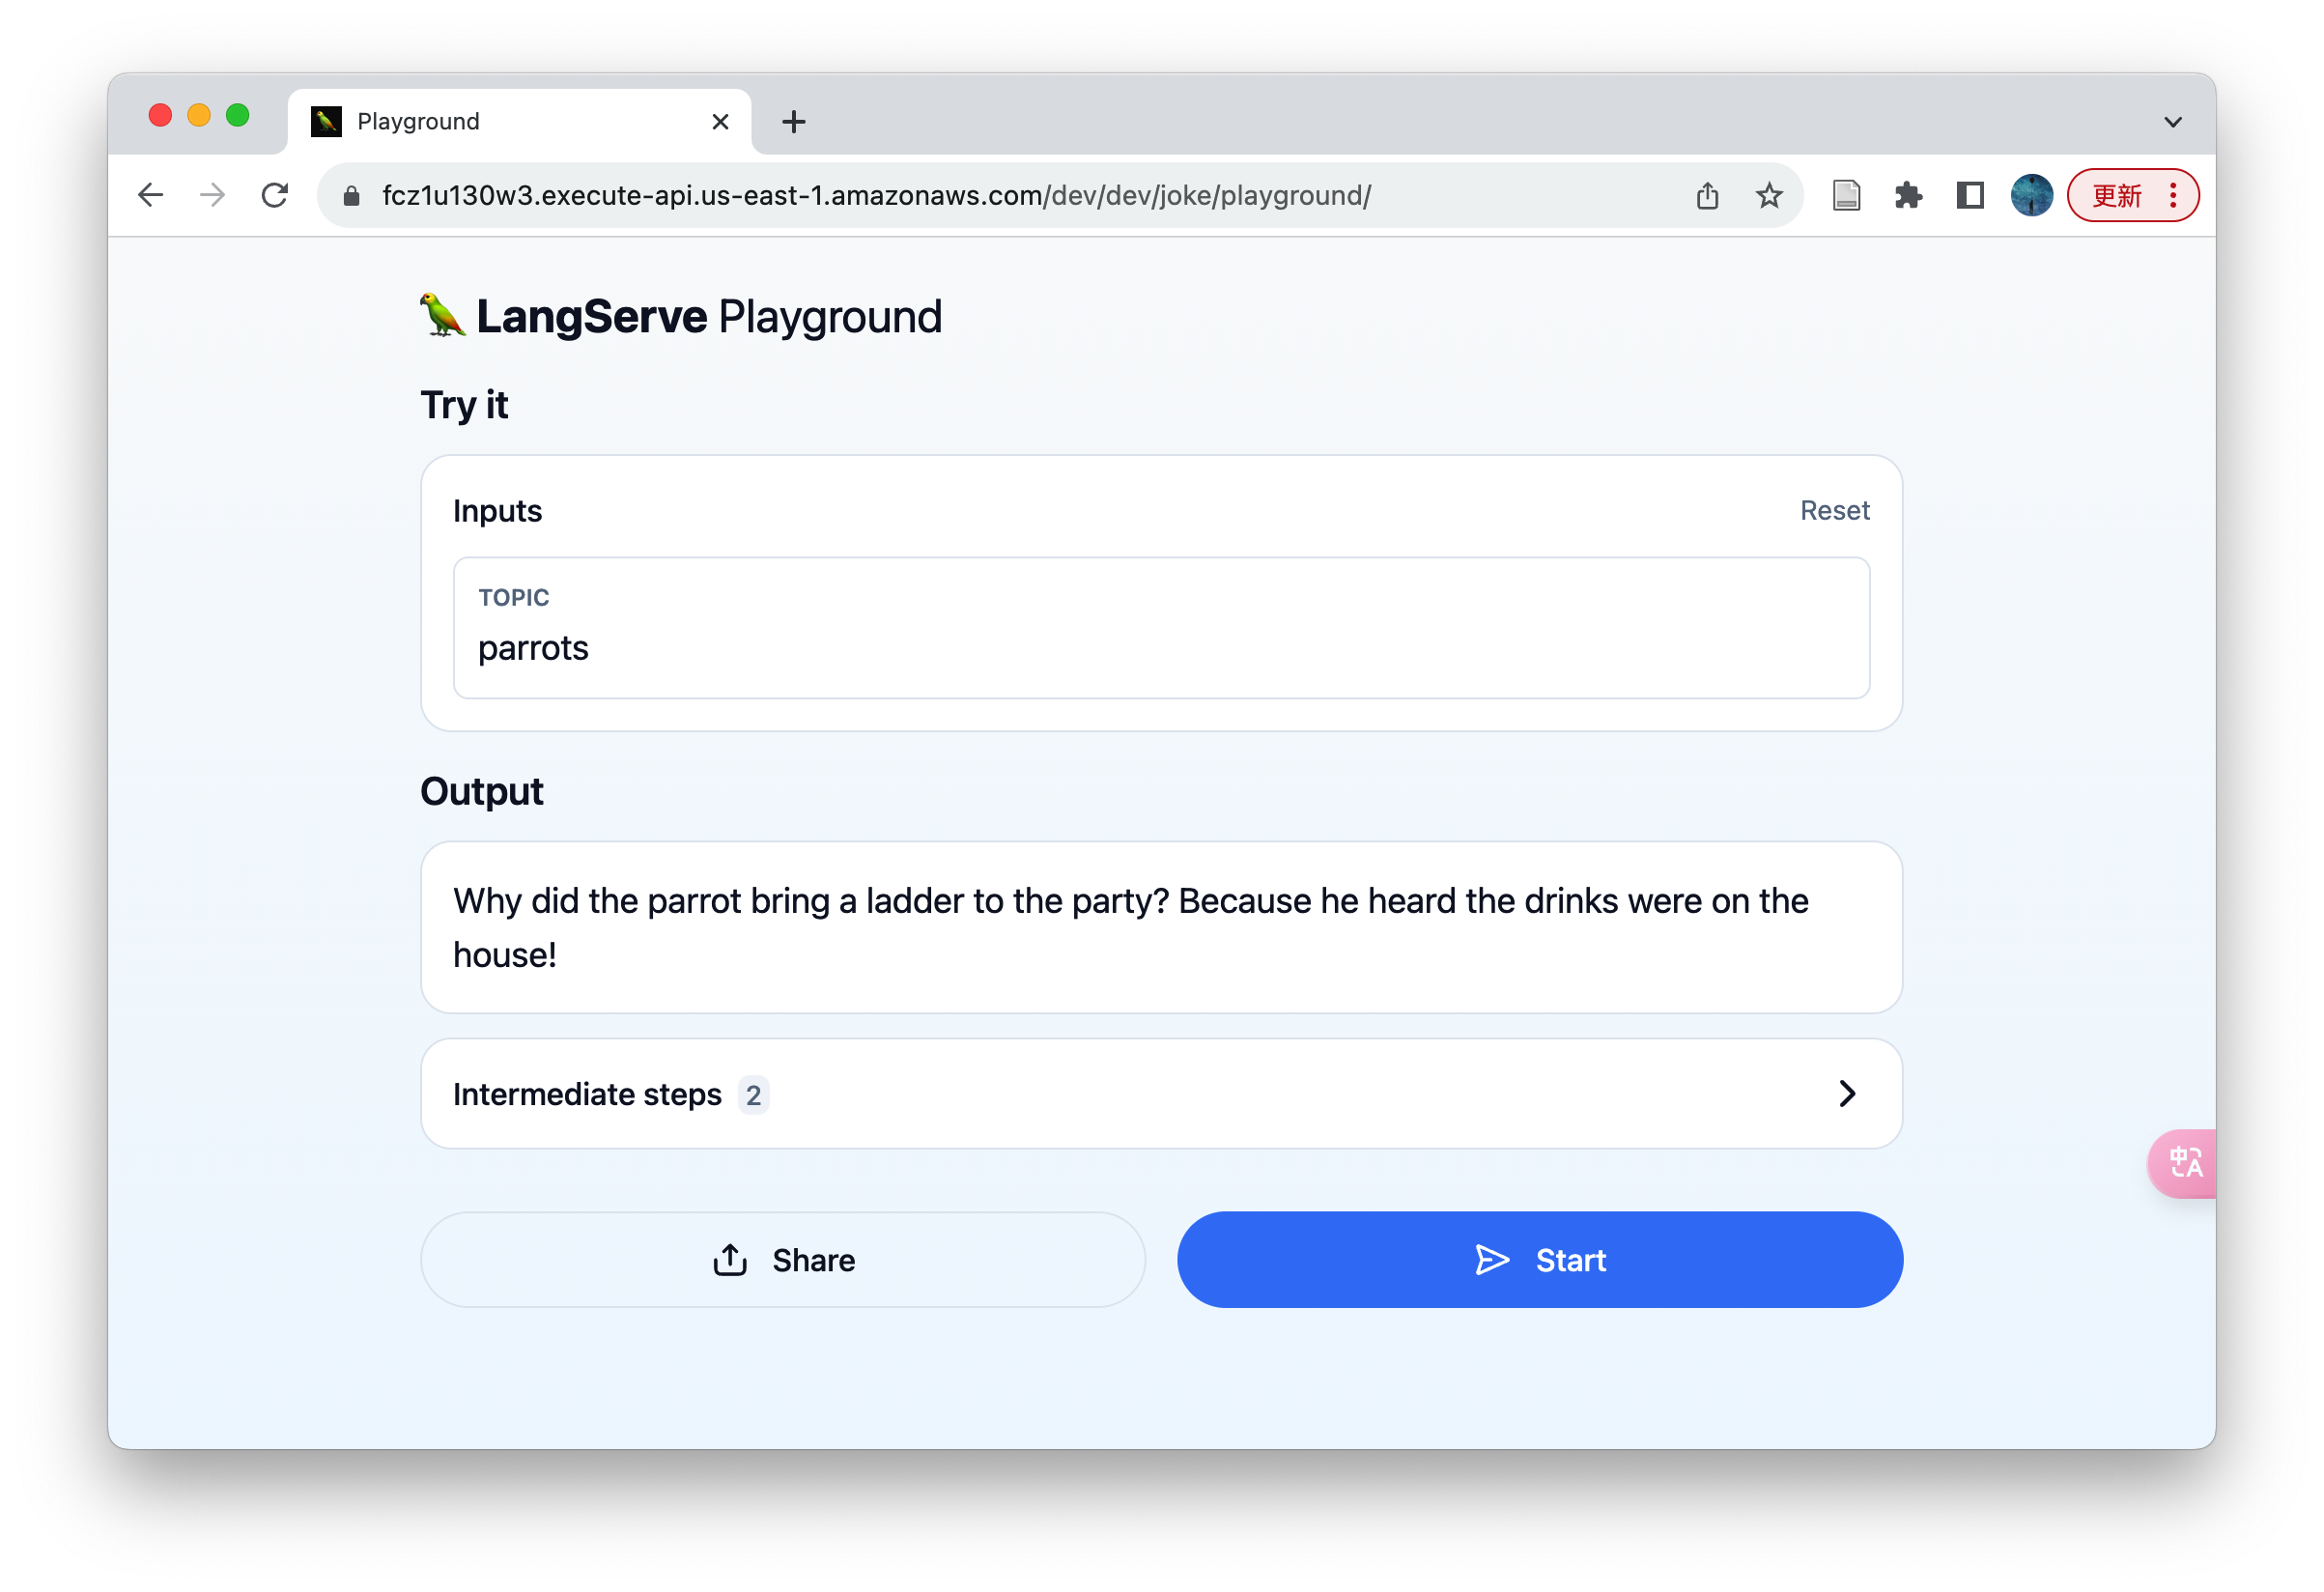 Playground
fcz1u130w3.execute-api.us-east-1.amazonaws.com/dev/dev/joke/playground/
更新
LangServe Playground
Try it
Inputs
Reset
TOPIC
parrots
Output
Why did the parrot bring a ladder to the party? Because he heard the drinks were on the
house!
Intermediate steps 2
中A
Share
Start